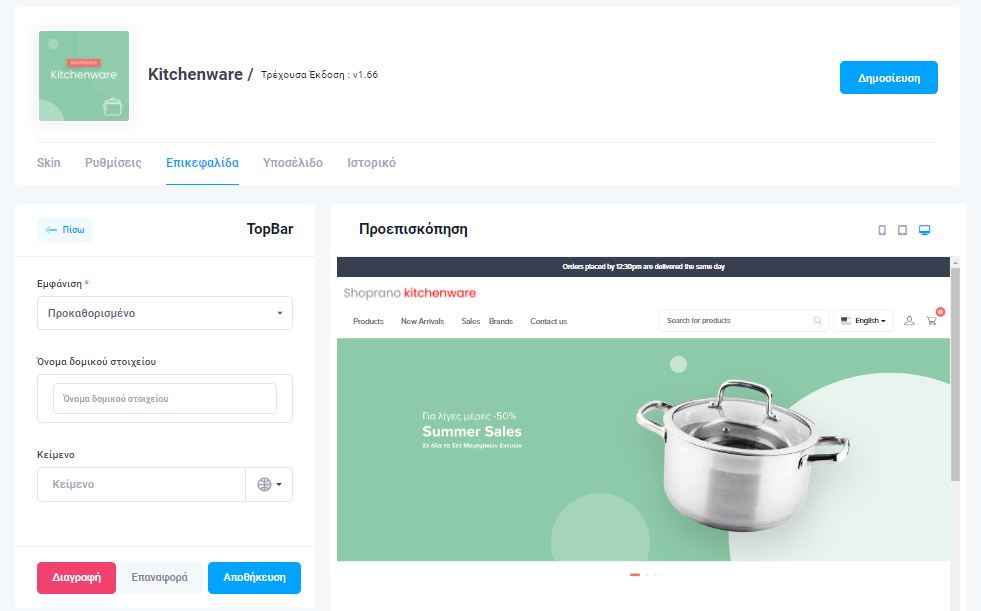 SHOPRANO
Kitchenware
Kitchenware / Τρέχουσα Έκδοση : v1.66
Δημοσίευση
Skin Ρυθμίσεις Επικεφαλίδα Υποσέλιδο Ιστορικό
Πίσω TopBar
Εμφάνιση *
Προκαθορισμένο
Όνομα δομικού στοιχείου
Όνομα δομικού στοιχείου
Κείμενο
Κείμενο
Διαγραφή Επαναφορά Αποθήκευση
Προεπισκόπηση
Orders placed by 12:30pm are delivered the same day
Shoprano kitchenware
Products New Arrivals Sales Brands Contact us Search for products English 0
Για λίγες μέρες -50%
Summer Sales
Σε όλα τα Σετ Μαγειρικών Σκευών